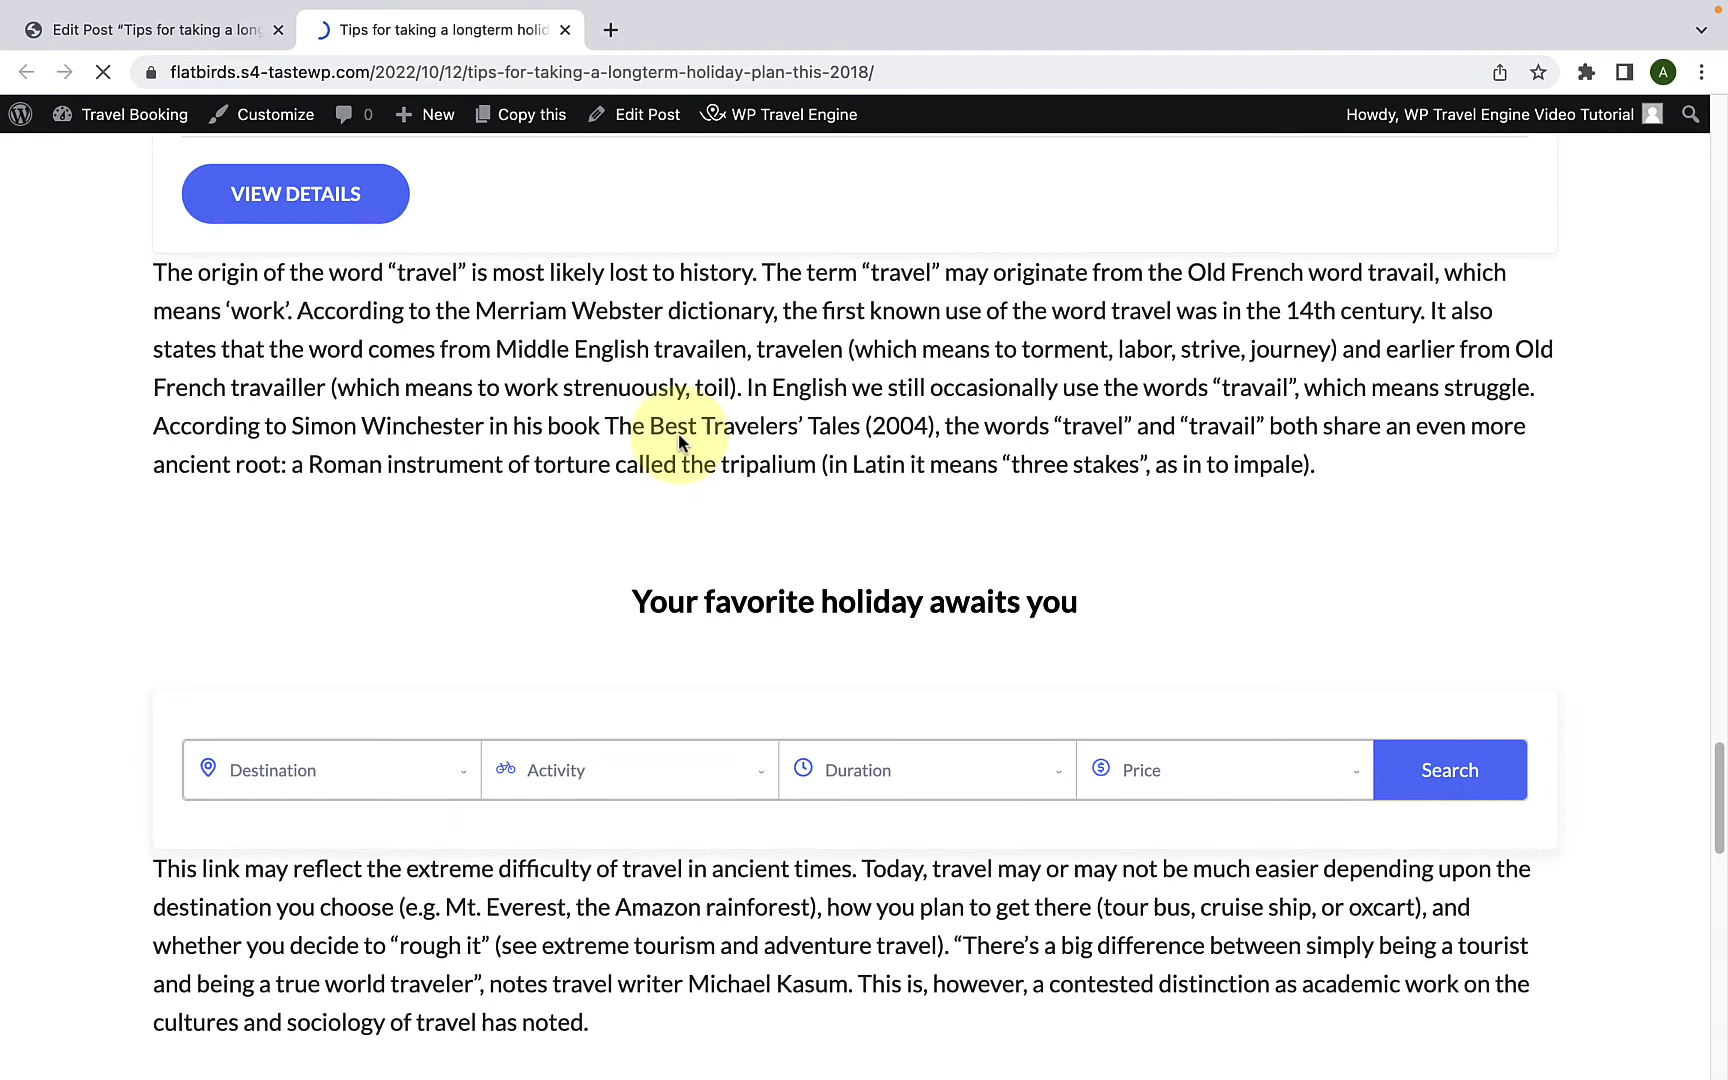 Edit Post “Tips for taking a long
Tips for taking a longterm holid
flatbirds.s4-tastewp.com/2022/10/12/tips-for-taking-a-longterm-holiday-plan-this-2018/
A
Travel Booking Customize 0 New Copy this Edit Post WP Travel Engine Howdy, WP Travel Engine Video Tutorial
VIEW DETAILS
The origin of the word “travel” is most likely lost to history. The term “travel” may originate from the Old French word travail, which
means ‘work’. According to the Merriam Webster dictionary, the first known use of the word travel was in the 14th century. It also
states that the word comes from Middle English travailen, travelen (which means to torment, labor, strive, journey) and earlier from Old
French travailler (which means to work strenuously, toil). In English we still occasionally use the words “travail”, which means struggle.
According to Simon Winchester in his book The Best Travelers’ Tales (2004), the words “travel” and “travail” both share an even more
ancient root: a Roman instrument of torture called the tripalium (in Latin it means “three stakes”, as in to impale).
Your favorite holiday awaits you
Destination Activity Duration Price Search
This link may reflect the extreme difficulty of travel in ancient times. Today, travel may or may not be much easier depending upon the
destination you choose (e.g. Mt. Everest, the Amazon rainforest), how you plan to get there (tour bus, cruise ship, or oxcart), and
whether you decide to “rough it” (see extreme tourism and adventure travel). “There’s a big difference between simply being a tourist
and being a true world traveler”, notes travel writer Michael Kasum. This is, however, a contested distinction as academic work on the
cultures and sociology of travel has noted.